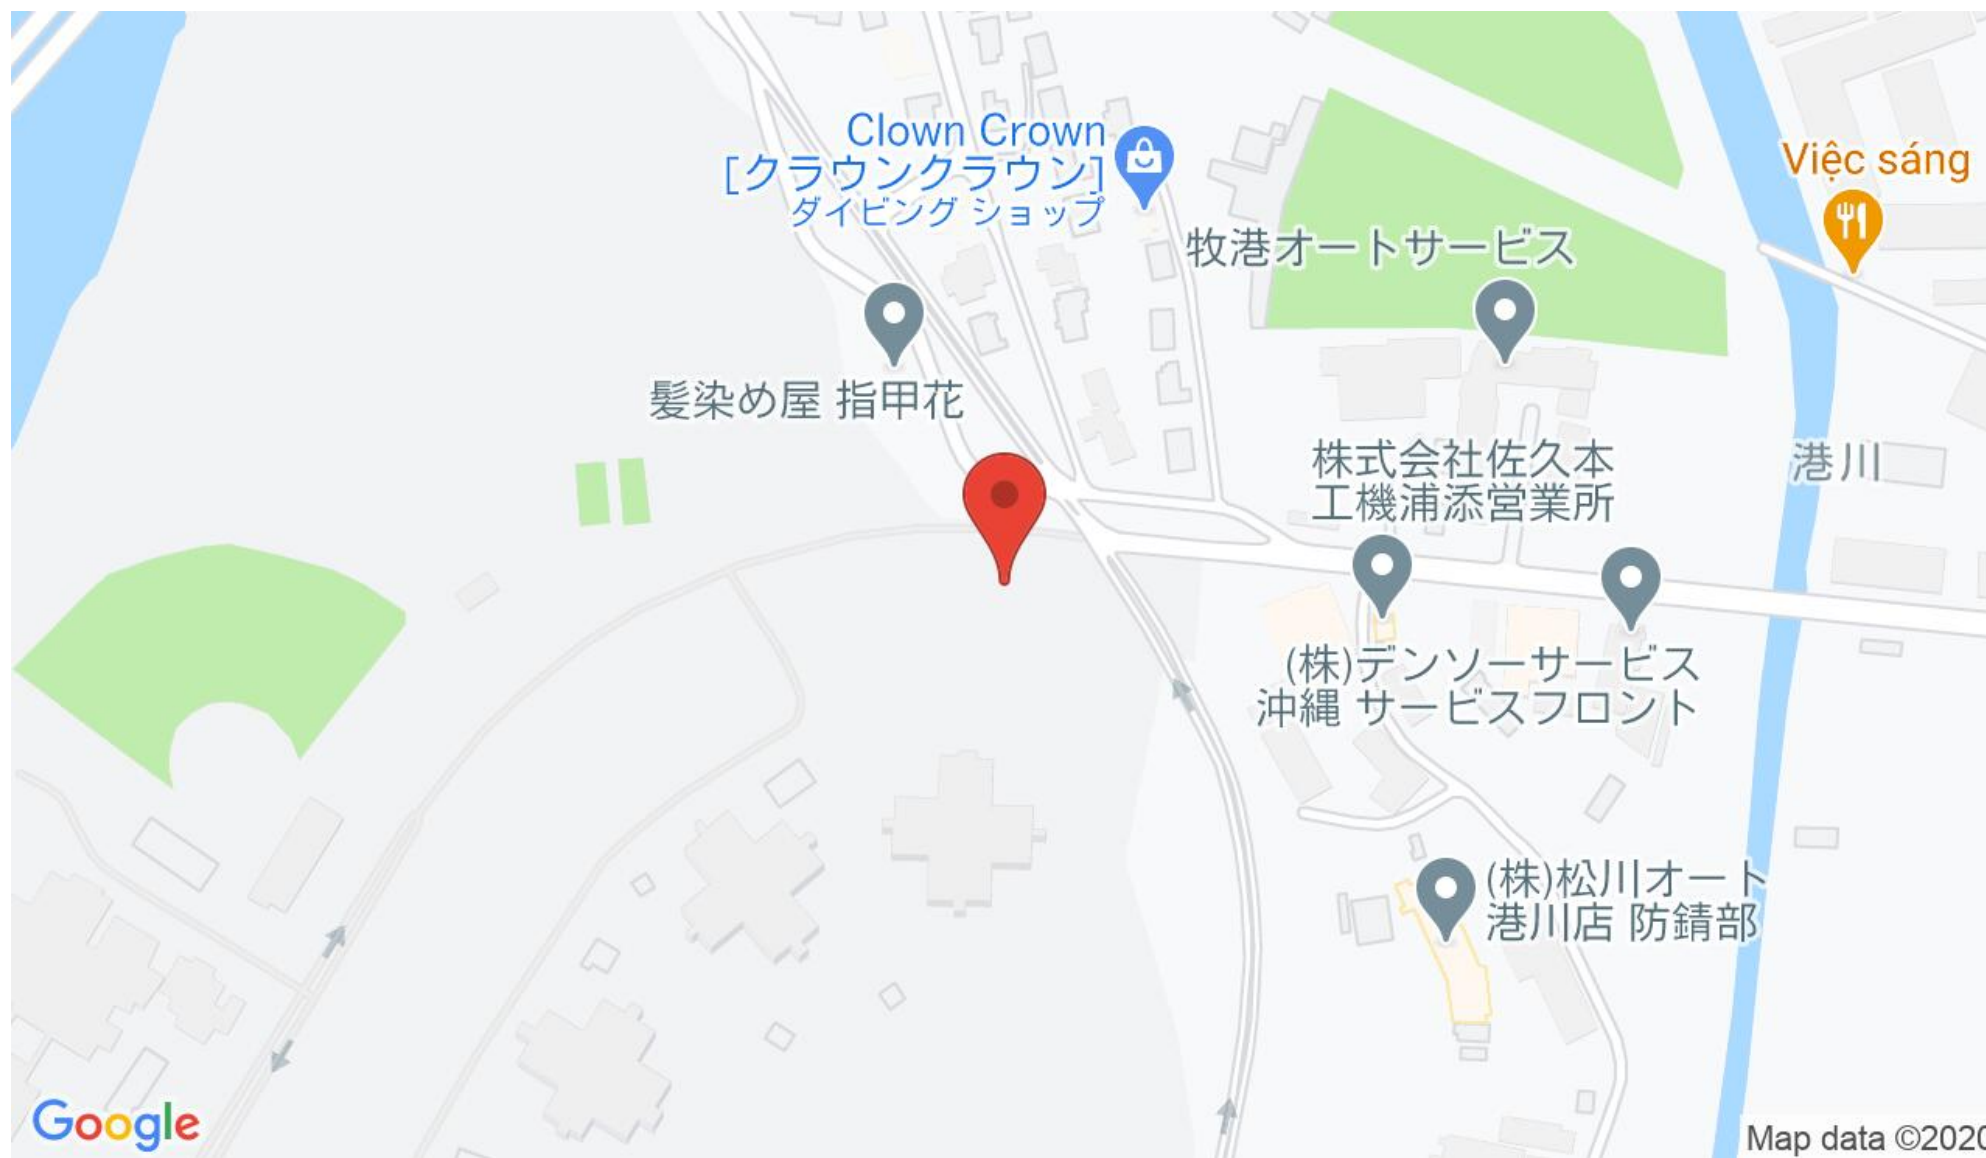 Clown Crown
[クラウンクラウン]
ダイビング ショップ
Việc sáng
牧港オートサービス
髪染め屋 指甲花
株式会社佐久本
工機浦添営業所
港川
(株)デンソーサービス
沖縄 サービスフロント
(株)松川オート
港川店 防錆部
Google
Map data ©2020